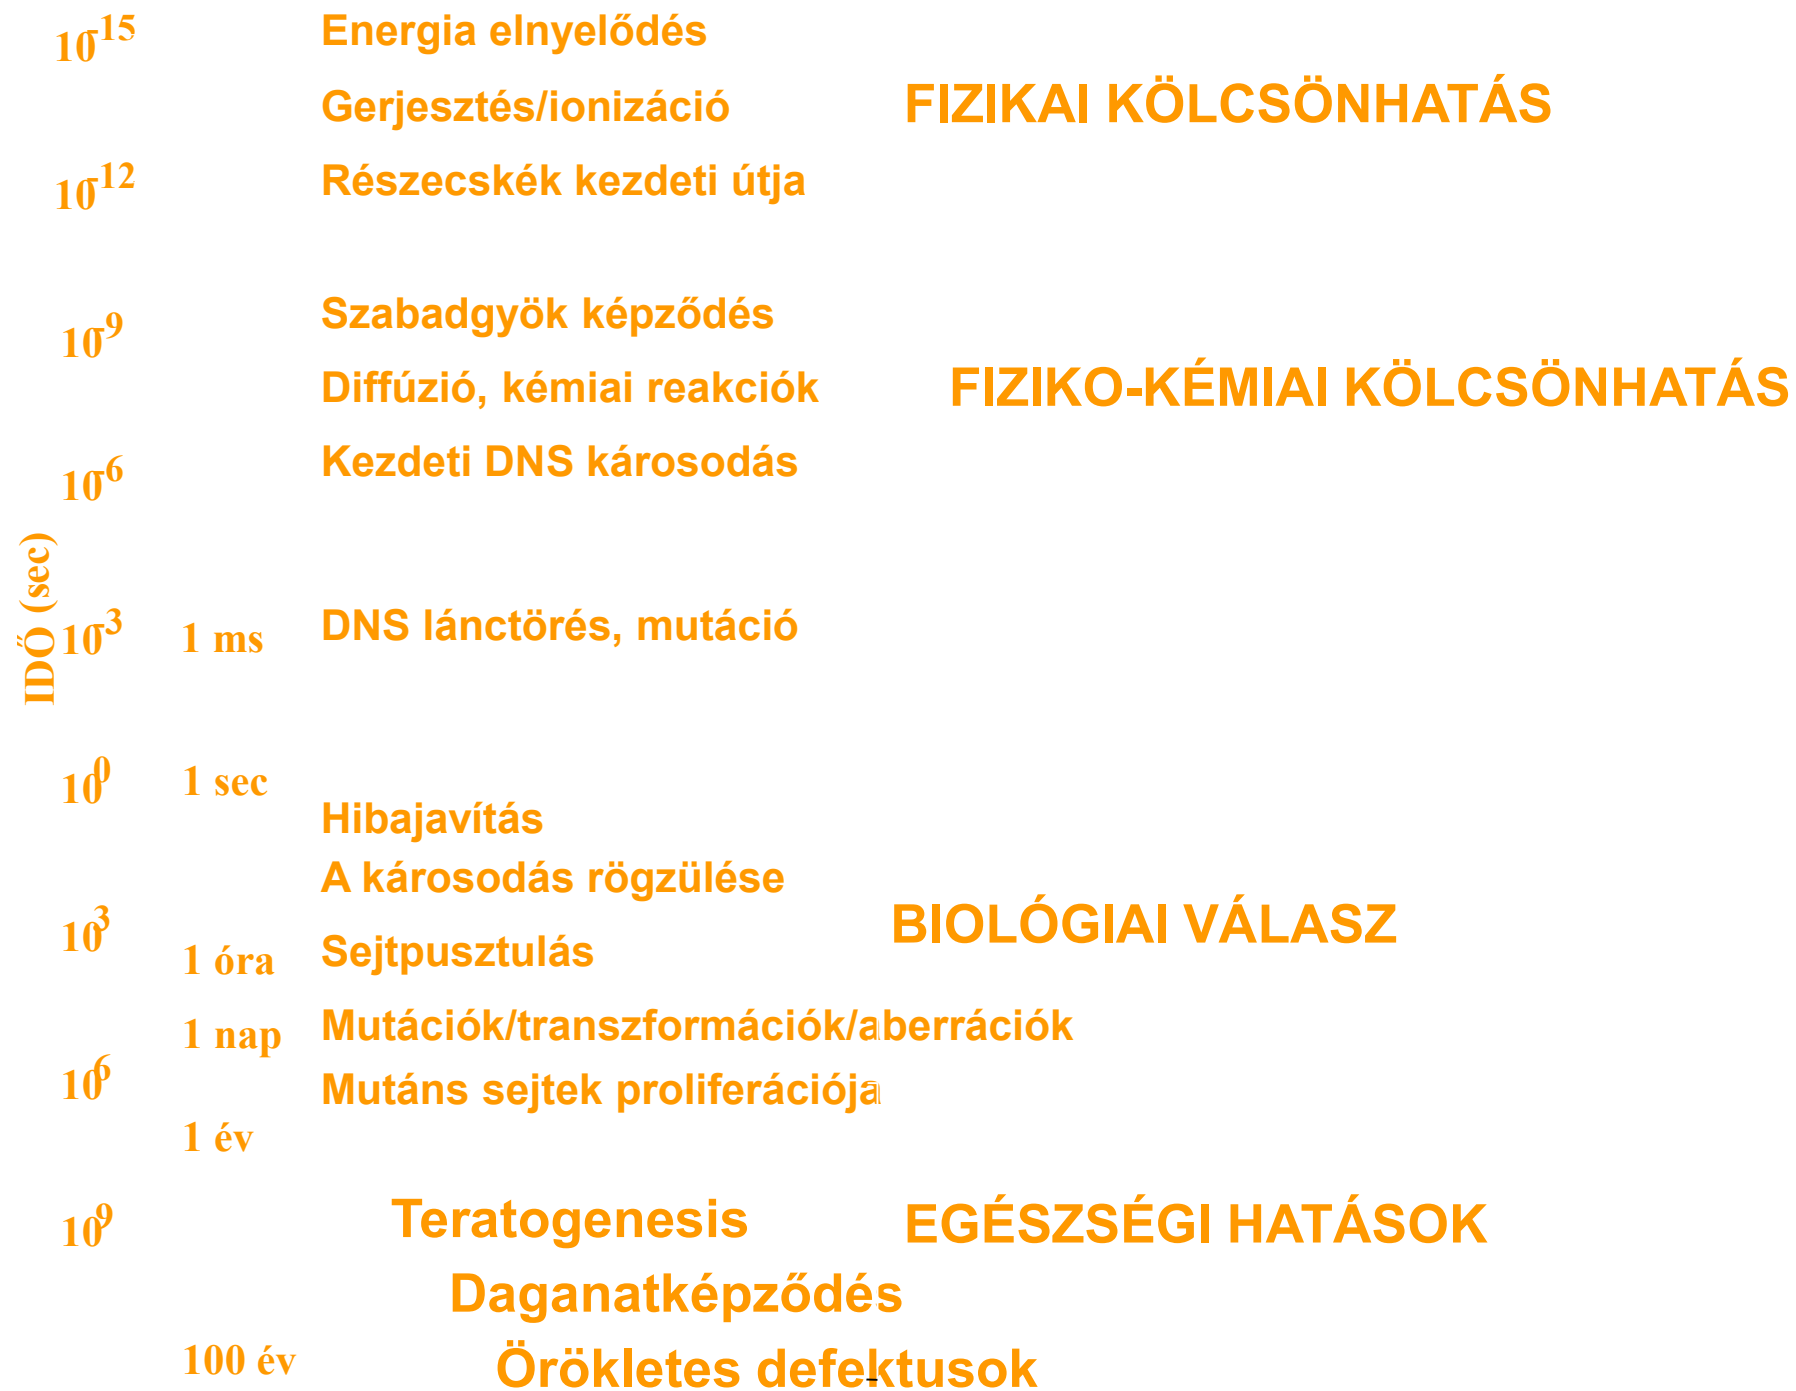 10-15 Energia elnyelődés
Gerjesztés/ionizáció FIZIKAI KÖLCSÖNHATÁS
10-12 Részecskék kezdeti útja
Szabadgyök képződés
10-9
Diffúzió, kémiai reakciók FIZIKO-KÉMIAI KÖLCSÖNHATÁS
Kezdeti DNS károsodás
10-6
IDŐ (sec)
10-3 1 ms DNS lánctörés, mutáció
100 1 sec
Hibajavítás
A károsodás rögzülése
103 BIOLÓGIAI VÁLASZ
1 óra Sejtpusztulás
1 nap Mutációk/transzformációk/aberrációk
106 Mutáns sejtek proliferációja
1 év
109 Teratogenesis EGÉSZSÉGI HATÁSOK
Daganatképződés
100 év Örökletes defektusok